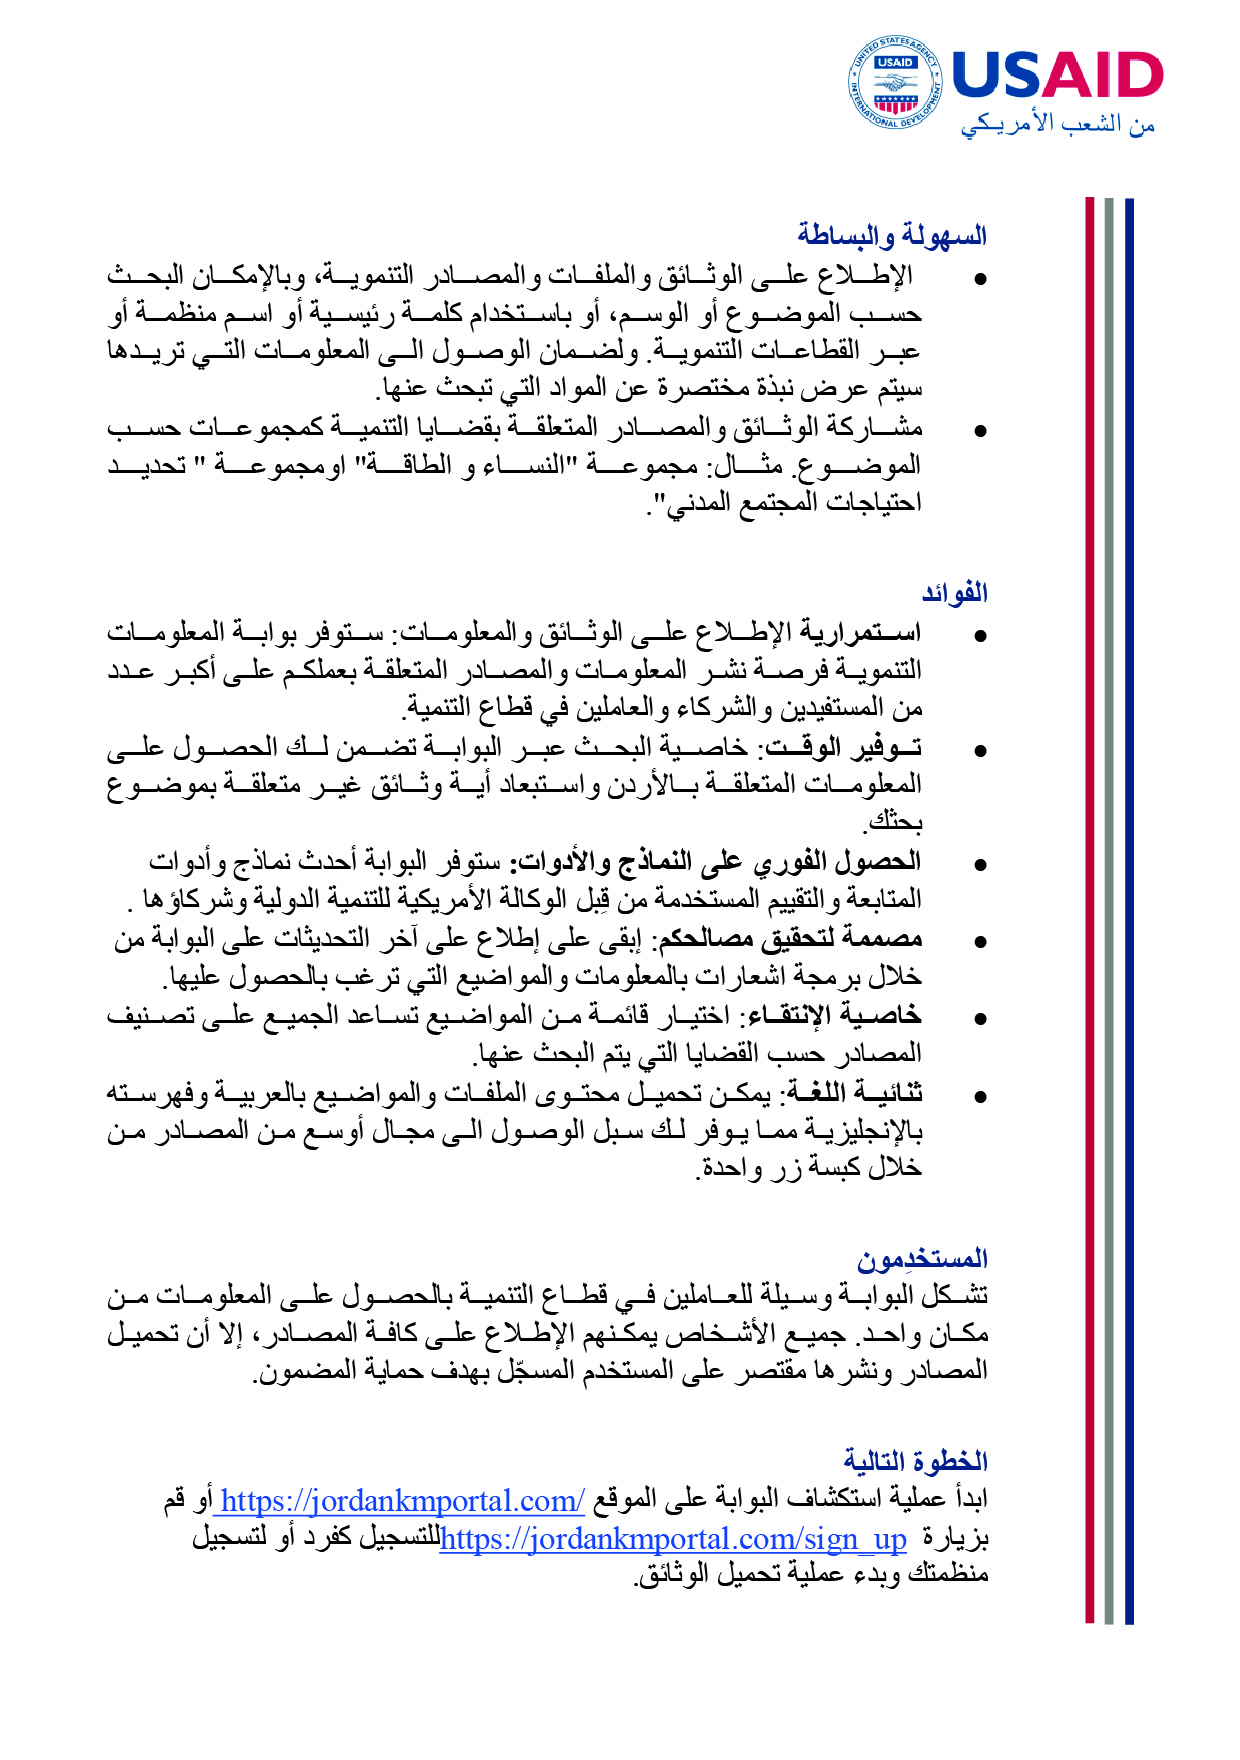 UNITED STATES AGENCY
USAID
INTERNATIONAL DEVELOPMENT
USAID
من الشعب الأمريكي
السهولة والبساطة
• الإطلاع على الوثائق والملفات والمصادر التنموية، وبالإمكان البحث
حسب الموضوع أو الوسم، أو باستخدام كلمة رئيسية أو اسم منظمة أو
عبر القطاعات التنموية. ولضمان الوصول الى المعلومات التي تريدها
سيتم عرض نبذة مختصرة عن المواد التي تبحث عنها.
• مشاركة الوثائق والمصادر المتعلقة بقضايا التنمية كمجموعات حسب
الموضوع. مثال: مجموعة "النساء و الطاقة" اومجموعة " تحديد
احتياجات المجتمع المدني".
الفوائد
• استمرارية الإطلاع على الوثائق والمعلومات: ستوفر بوابة المعلومات
التنموية فرصة نشر المعلومات والمصادر المتعلقة بعملكم على أكبر عدد
من المستفيدين والشركاء والعاملين في قطاع التنمية.
• توفير الوقت: خاصية البحث عبر البوابة تضمن لك الحصول على
المعلومات المتعلقة بالأردن واستبعاد أية وثائق غير متعلقة بموضوع
بحثك.
• الحصول الفوري على النماذج والأدوات: ستوفر البوابة أحدث نماذج وأدوات
المتابعة والتقييم المستخدمة من قِبل الوكالة الأمريكية للتنمية الدولية وشركاؤها .
• مصممة لتحقيق مصالحكم: إبقى على إطلاع على آخر التحديثات على البوابة من
خلال برمجة اشعارات بالمعلومات والمواضيع التي ترغب بالحصول عليها.
• خاصية الإنتقاء: اختيار قائمة من المواضيع تساعد الجميع على تصنيف
المصادر حسب القضايا التي يتم البحث عنها.
• ثنائية اللغة: يمكن تحميل محتوى الملفات والمواضيع بالعربية وفهرسته
بالإنجليزية مما يوفر لك سبل الوصول الى مجال أوسع من المصادر من
خلال كبسة زر واحدة.
المستخدِمون
تشكل البوابة وسيلة للعاملين في قطاع التنمية بالحصول على المعلومات من
مكان واحد. جميع الأشخاص يمكنهم الإطلاع على كافة المصادر، إلا أن تحميل
المصادر ونشرها مقتصر على المستخدم المسجّل بهدف حماية المضمون.
الخطوة التالية
ابدأ عملية استكشاف البوابة على الموقع https://jordankmportal.com/ أو قم
بزيارة https://jordankmportal.com/sign_up للتسجيل كفرد أو لتسجيل
منظمتك وبدء عملية تحميل الوثائق.